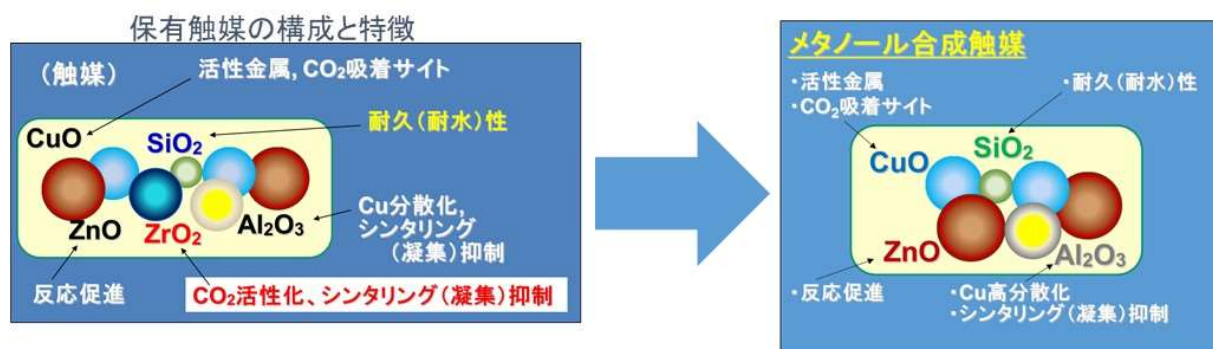 保有触媒の構成と特徴
(触媒)
活性金属, CO₂吸着サイト
CuO
SiO₂
耐久(耐水)性
ZnO
ZrO₂
Al₂O₃
Cu分散化,
シンタリング
(凝集)抑制
反応促進
CO₂活性化、シンタリング(凝集)抑制
メタノール合成触媒
・活性金属
・CO₂吸着サイト
・耐久(耐水)性
CuO
SiO₂
ZnO
Al₂O₃
・反応促進
・Cu高分散化
・シンタリング(凝集)抑制